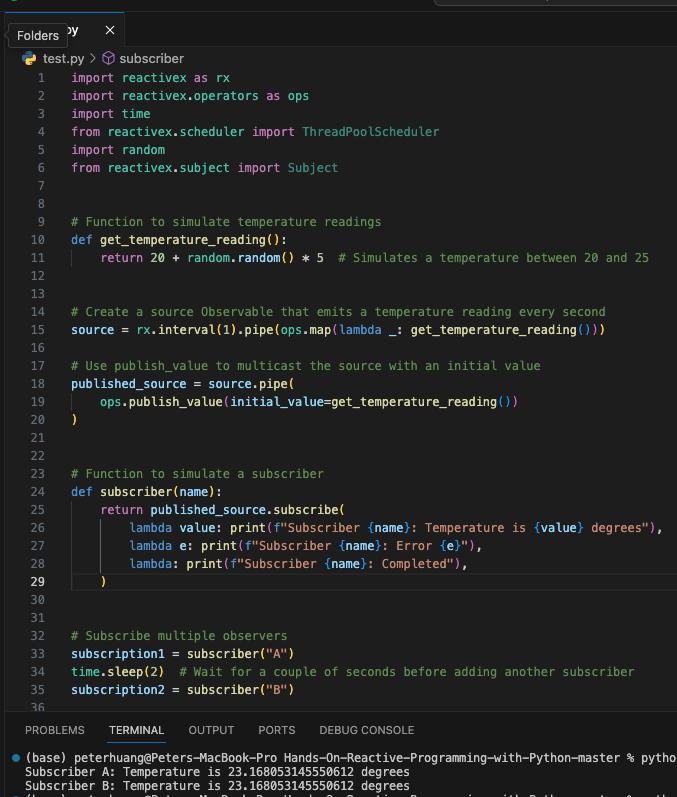 Folders
py
test.py > subscriber
1 import reactivex as rx
2 import reactivex.operators as ops
3 import time
4 from reactivex.scheduler import ThreadPoolScheduler
5 import random
6 from reactivex.subject import Subject
7
8
9 # Function to simulate temperature readings
10 def get_temperature_reading():
11     return 20 + random.random() * 5  # Simulates a temperature between 20 and 25
12
13
14 # Create a source Observable that emits a temperature reading every second
15 source = rx.interval(1).pipe(ops.map(lambda _: get_temperature_reading()))
16
17 # Use publish_value to multicast the source with an initial value
18 published_source = source.pipe(
19     ops.publish_value(initial_value=get_temperature_reading())
20 )
21
22
23 # Function to simulate a subscriber
24 def subscriber(name):
25     return published_source.subscribe(
26         lambda value: print(f"Subscriber {name}: Temperature is {value} degrees"),
27         lambda e: print(f"Subscriber {name}: Error {e}"),
28         lambda: print(f"Subscriber {name}: Completed"),
29     )
30
31
32 # Subscribe multiple observers
33 subscription1 = subscriber("A")
34 time.sleep(2)  # Wait for a couple of seconds before adding another subscriber
35 subscription2 = subscriber("B")
36
PROBLEMS TERMINAL OUTPUT PORTS DEBUG CONSOLE
(base) peterhuang@Peters-MacBook-Pro Hands-On-Reactive-Programming-with-Python-master % pytho
Subscriber A: Temperature is 23.168053145550612 degrees
Subscriber B: Temperature is 23.168053145550612 degrees